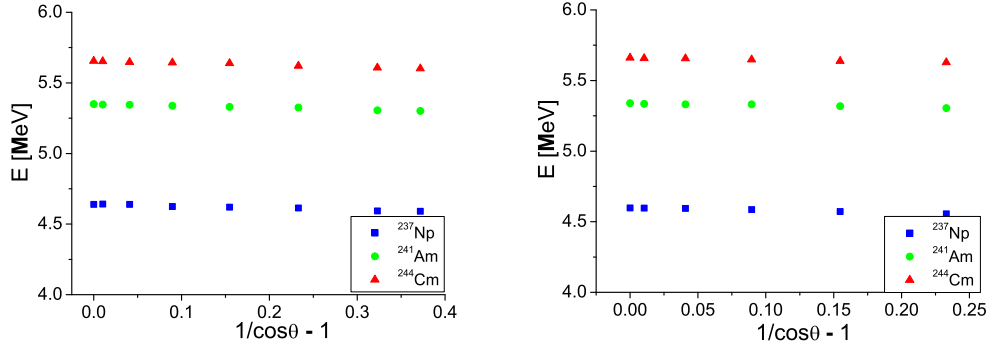 6.0
5.5
5.0
4.5
4.0
E [MeV]
0.0 0.1 0.2 0.3 0.4
1/cosθ - 1
²³⁷Np
²⁴¹Am
²⁴⁴Cm
6.0
5.5
5.0
4.5
4.0
E [MeV]
0.00 0.05 0.10 0.15 0.20 0.25
1/cosθ - 1
²³⁷Np
²⁴¹Am
²⁴⁴Cm